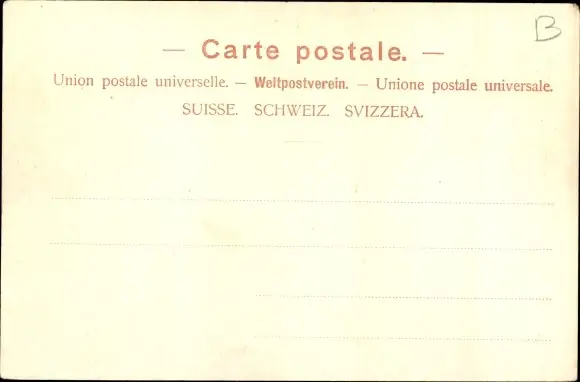 B
— Carte postale. —
Union postale universelle. — Weltpostverein. — Unione postale universale.
SUISSE. SCHWEIZ. SVIZZERA.